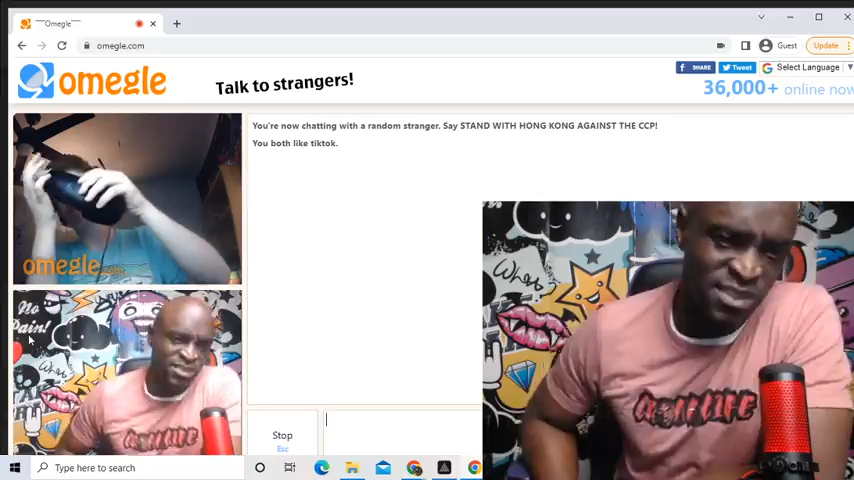 Omegle
omegle.com
Guest
Update
omegle
Talk to strangers!
SHARE
Tweet
Select Language
36,000+ online now
You're now chatting with a random stranger. Say STAND WITH HONG KONG AGAINST THE CCP!
You both like tiktok.
omegle.com
No
Pain!
Stop
Esc
Type here to search